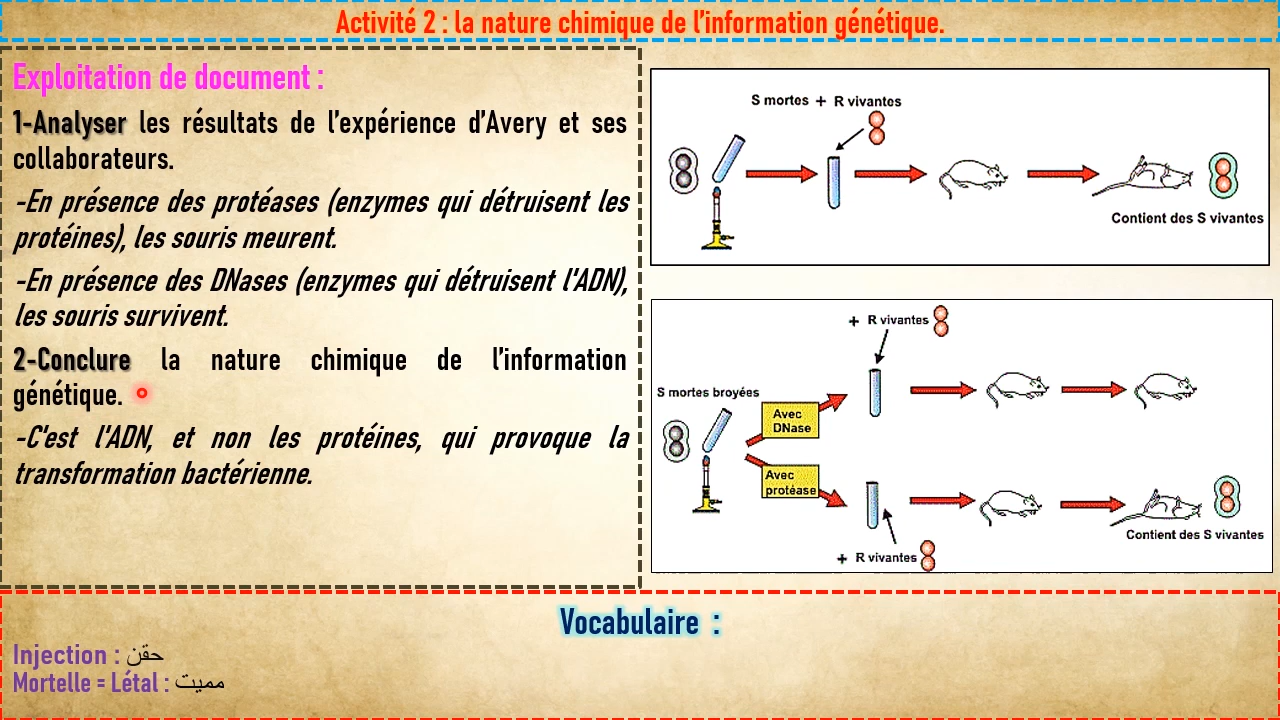 Activité 2 : la nature chimique de l'information génétique.
Exploitation de document :
1-Analyser les résultats de l'expérience d'Avery et ses
collaborateurs.
-En présence des protéases (enzymes qui détruisent les
protéines), les souris meurent.
-En présence des DNases (enzymes qui détruisent l'ADN),
les souris survivent.
2-Conclure la nature chimique de l'information
génétique.
-C'est l'ADN, et non les protéines, qui provoque la
transformation bactérienne.
S mortes + R vivantes
Contient des S vivantes
+ R vivantes
S mortes broyées
Avec
DNase
Avec
protéase
Contient des S vivantes
+ R vivantes
Vocabulaire :
Injection : حقن
Mortelle = Létal : مميت